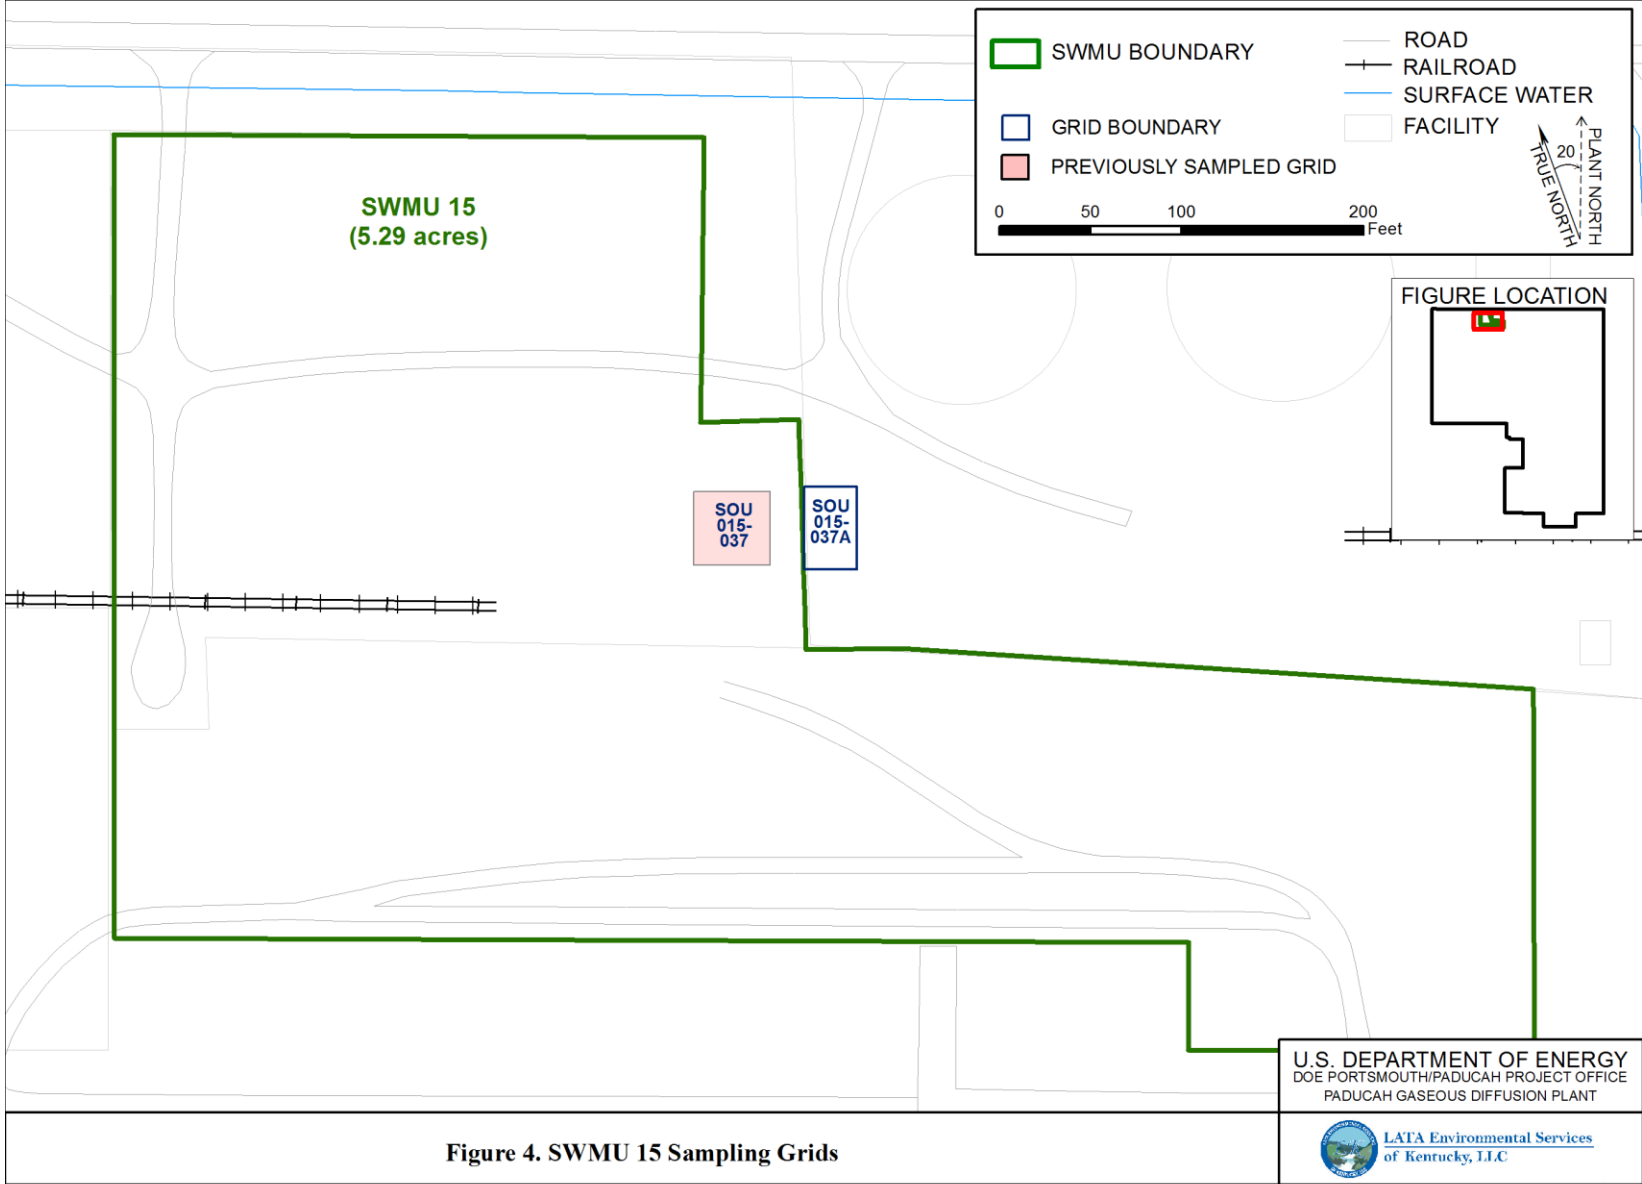 SWMU BOUNDARY
GRID BOUNDARY
PREVIOUSLY SAMPLED GRID
0 50 100 200
Feet
ROAD
RAILROAD
SURFACE WATER
FACILITY
TRUE NORTH
20
PLANT NORTH
SWMU 15
(5.29 acres)
FIGURE LOCATION
SOU
015-
037
SOU
015-
037A
U.S. DEPARTMENT OF ENERGY
DOE PORTSMOUTH/PADUCAH PROJECT OFFICE
PADUCAH GASEOUS DIFFUSION PLANT
Figure 4. SWMU 15 Sampling Grids
LATA Environmental Services
of Kentucky, LLC